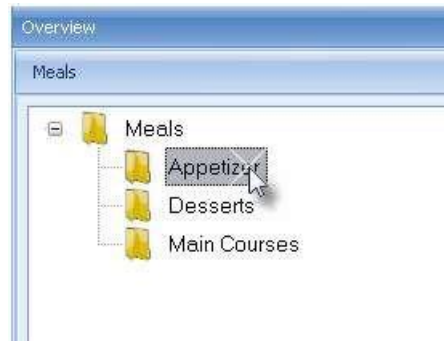 Overview
Meals
Meals
Appetizer
Desserts
Main Courses